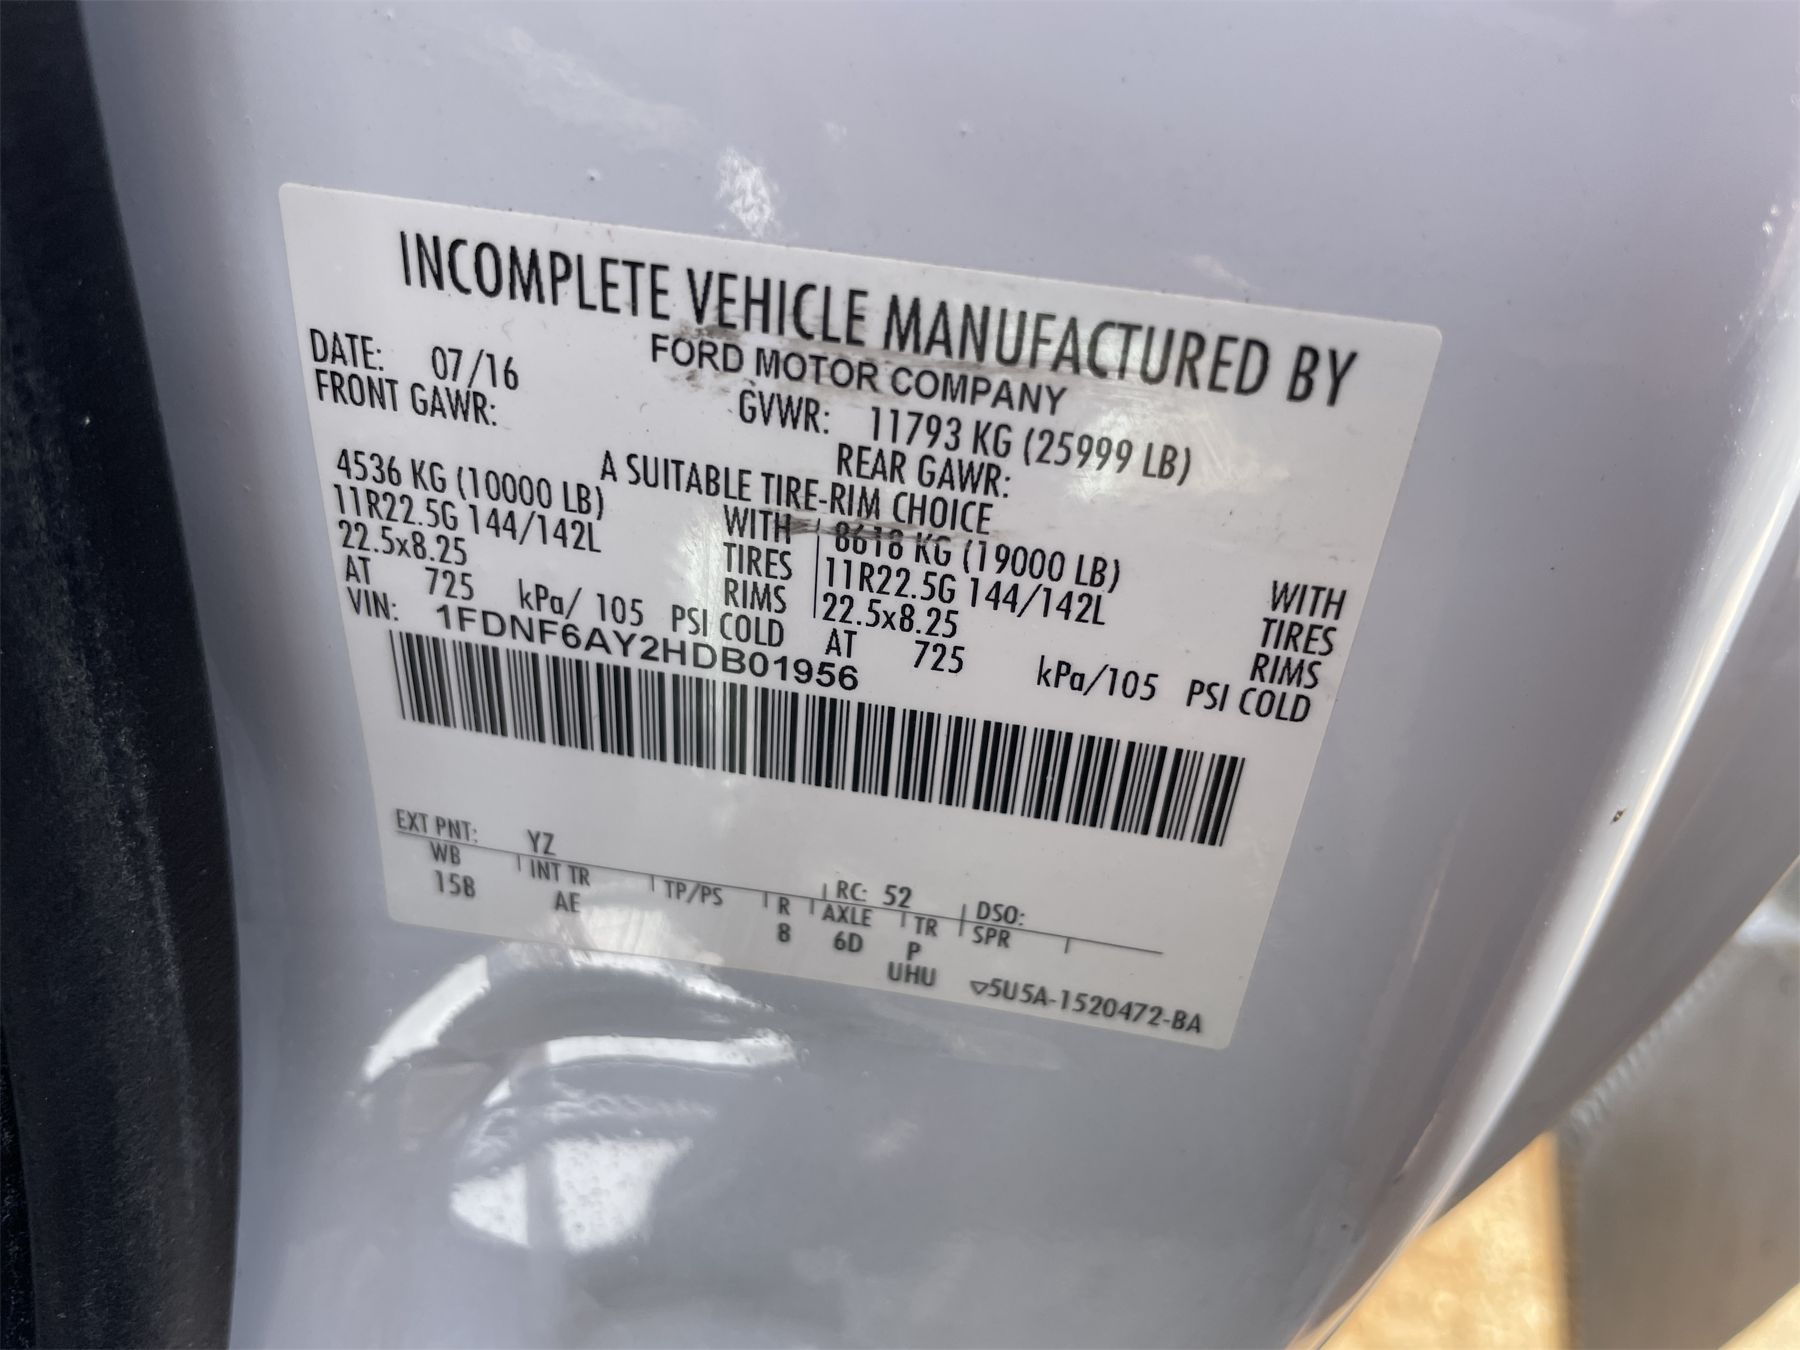 INCOMPLETE VEHICLE MANUFACTURED BY
FORD MOTOR COMPANY
DATE: 07/16 GVWR: 11793 KG (25999 LB)
FRONT GAWR: REAR GAWR:
A SUITABLE TIRE-RIM CHOICE
4536 KG (10000 LB) WITH 8618 KG (19000 LB) WITH
11R22.5G 144/142L TIRES 11R22.5G 144/142L TIRES
22.5x8.25 RIMS 22.5x8.25 RIMS
AT 725 kPa/ 105 PSI COLD AT 725 kPa/105 PSI COLD
VIN: 1FDNF6AY2HDB01956
EXT PNT: YZ RC: 52 DSO:
WB INT TR TP/PS R AXLE TR SPR
158 AE 8 6D P
UHU ▽5U5A-1520472-BA